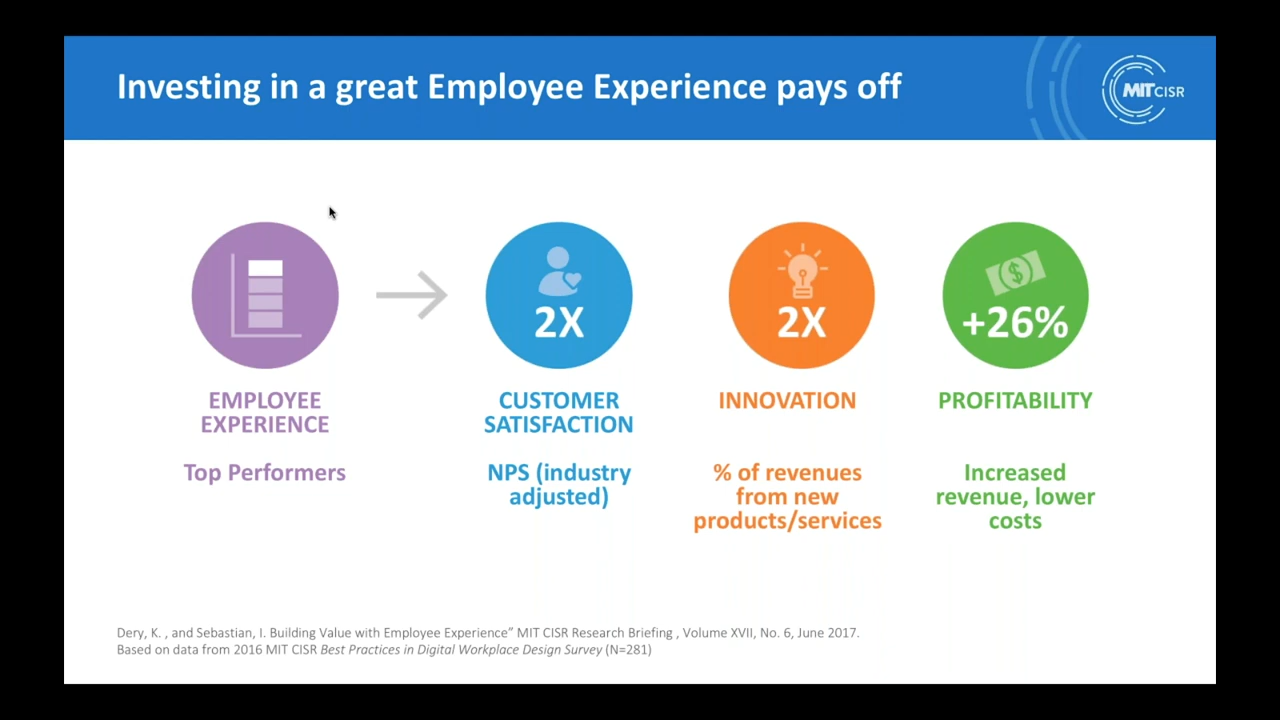 Investing in a great Employee Experience pays off
MIT CISR
2X
2X
$
+26%
EMPLOYEE
EXPERIENCE
Top Performers
CUSTOMER
SATISFACTION
NPS (industry
adjusted)
INNOVATION
% of revenues
from new
products/services
PROFITABILITY
Increased
revenue, lower
costs
Dery, K. , and Sebastian, I. Building Value with Employee Experience” MIT CISR Research Briefing , Volume XVII, No. 6, June 2017.
Based on data from 2016 MIT CISR Best Practices in Digital Workplace Design Survey (N=281)